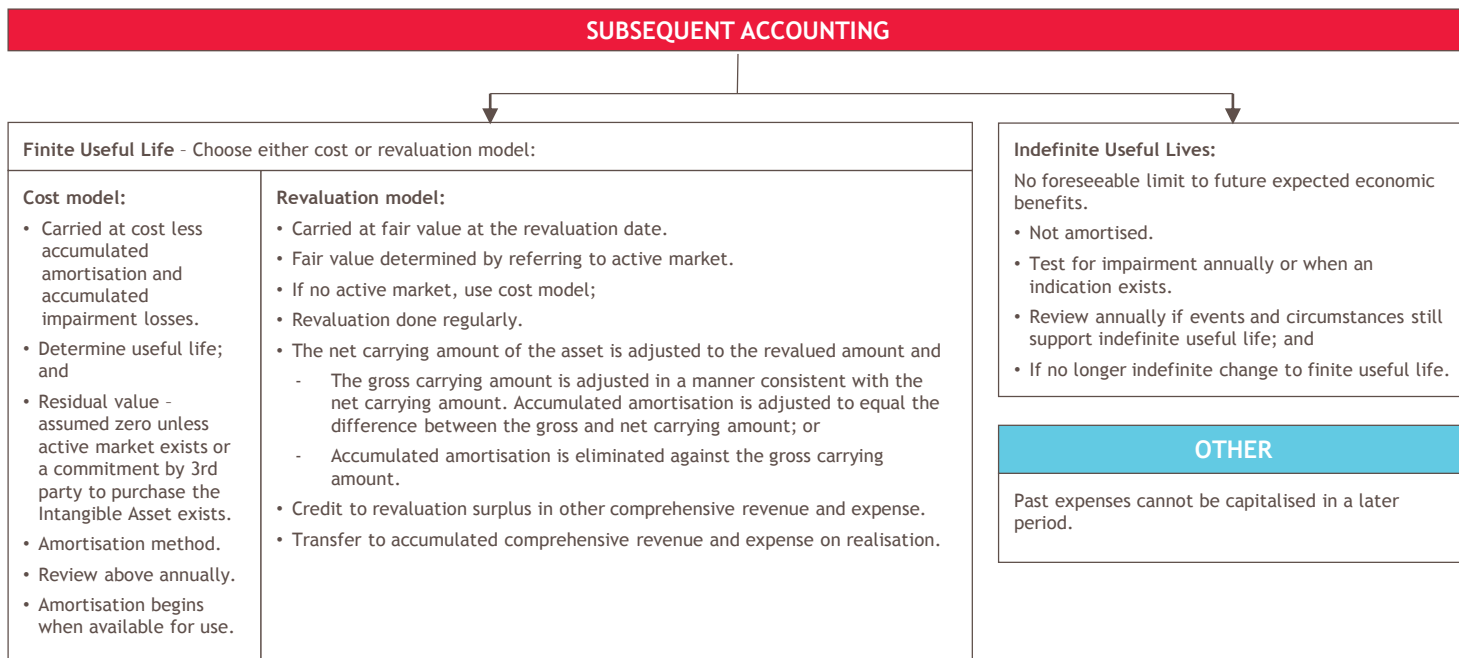 SUBSEQUENT ACCOUNTING
Finite Useful Life – Choose either cost or revaluation model:
Cost model:
• Carried at cost less
accumulated
amortisation and
accumulated
impairment losses.
• Determine useful life;
and
• Residual value –
assumed zero unless
active market exists or
a commitment by 3rd
party to purchase the
Intangible Asset exists.
• Amortisation method.
• Review above annually.
• Amortisation begins
when available for use.
Revaluation model:
• Carried at fair value at the revaluation date.
• Fair value determined by referring to active market.
• If no active market, use cost model;
• Revaluation done regularly.
• The net carrying amount of the asset is adjusted to the revalued amount and
- The gross carrying amount is adjusted in a manner consistent with the
net carrying amount. Accumulated amortisation is adjusted to equal the
difference between the gross and net carrying amount; or
- Accumulated amortisation is eliminated against the gross carrying
amount.
• Credit to revaluation surplus in other comprehensive revenue and expense.
• Transfer to accumulated comprehensive revenue and expense on realisation.
Indefinite Useful Lives:
No foreseeable limit to future expected economic
benefits.
• Not amortised.
• Test for impairment annually or when an
indication exists.
• Review annually if events and circumstances still
support indefinite useful life; and
• If no longer indefinite change to finite useful life.
OTHER
Past expenses cannot be capitalised in a later
period.